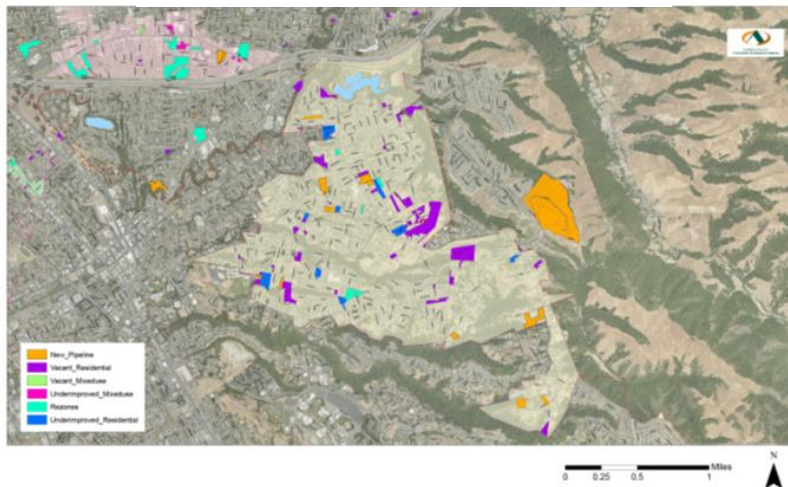 New_Pipeline
Vacant_Residential
Vacant_Mixeduse
Underimproved_Mixeduse
Rezones
Underimproved_Residential
N
Miles
0 0.25 0.5 1